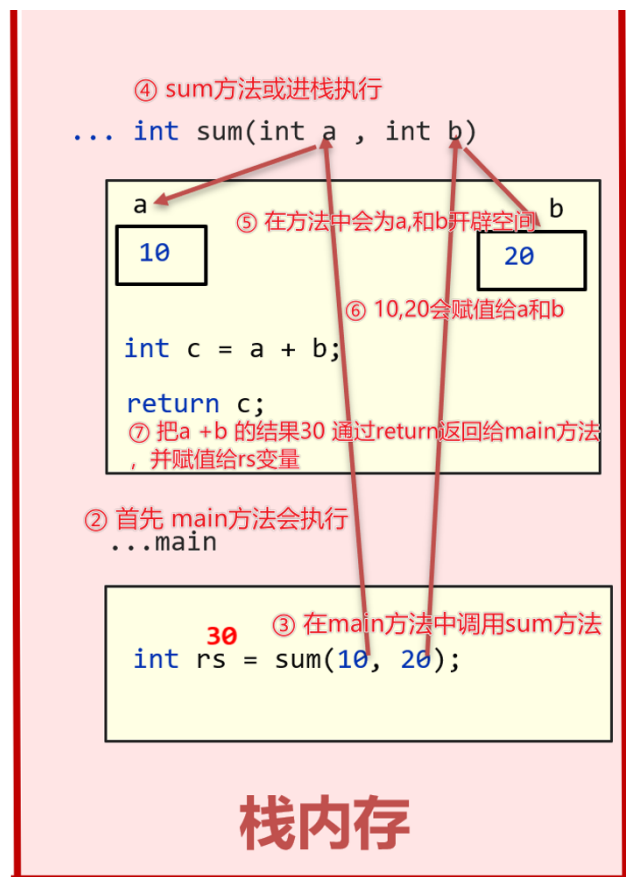 ④ sum方法或进栈执行
... int sum(int a , int b)
a
b
⑤ 在方法中会为a,和b开辟空间
10
20
⑥ 10,20会赋值给a和b
int c = a + b;
return c;
⑦ 把a +b 的结果30 通过return返回给main方法
，并赋值给rs变量
② 首先 main方法会执行
...main
③ 在main方法中调用sum方法
30
int rs = sum(10, 20);
栈内存